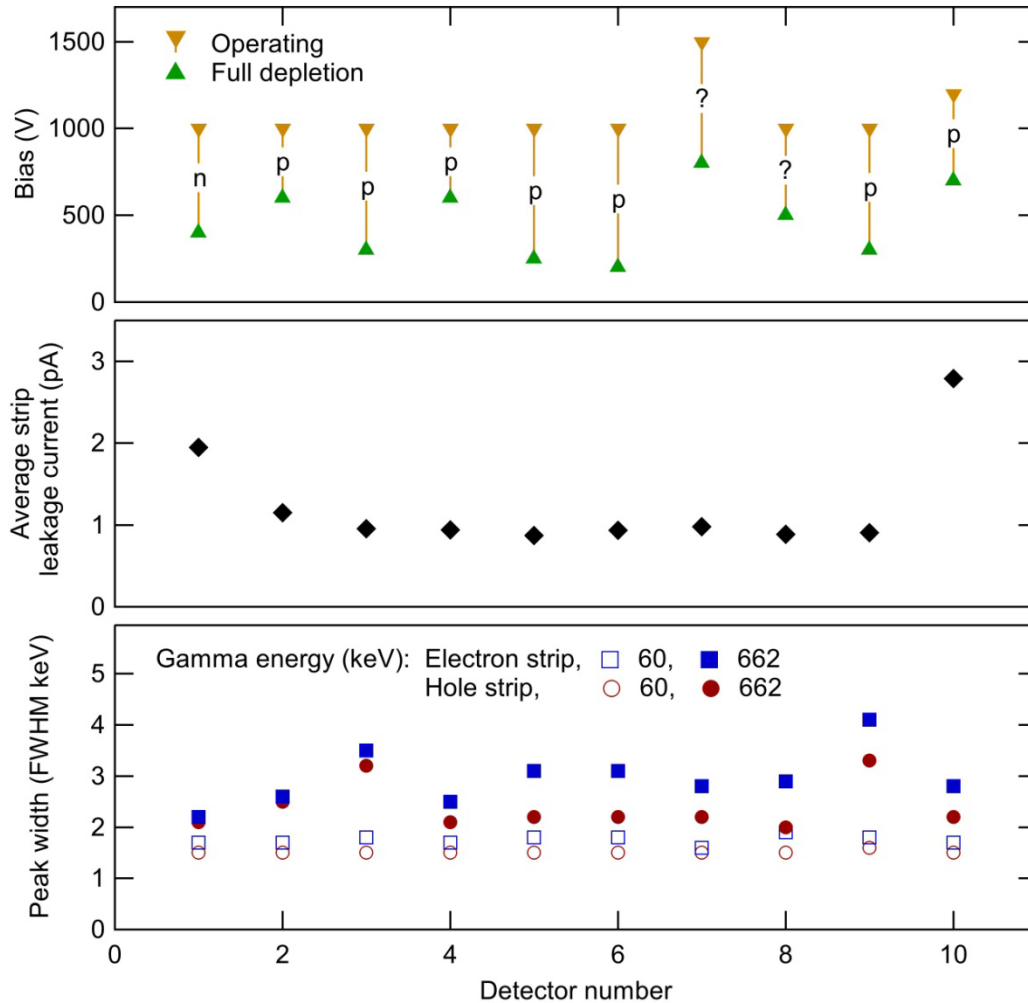 1500
1000
500
0
Bias (V)
Operating
Full depletion
n
p
p
p
p
p
?
?
p
p
3
2
1
0
Average strip
leakage current (pA)
Gamma energy (keV): Electron strip, 60, 662
Hole strip, 60, 662
5
4
3
2
1
0
Peak width (FWHM keV)
0 2 4 6 8 10
Detector number